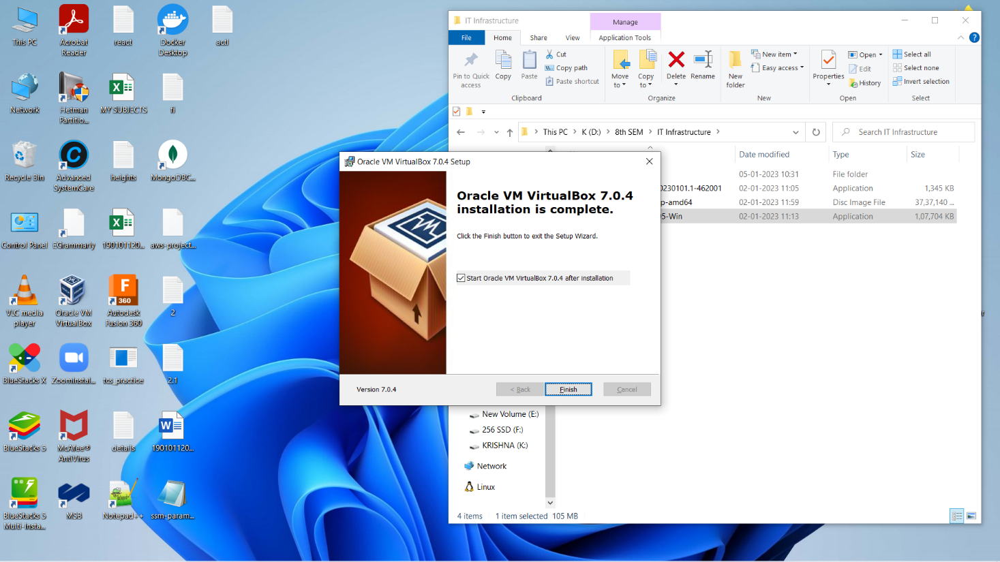 This PC
Acrobat
Reader
react
Docker
Desktop
actl
Network
Hetman
Partitio...
MY SUBJECTS
fi
Recycle Bin
Advanced
SystemCare
heights
MongoDBC...
Control Panel
EGrammarly
190101120...
aws-project...
VLC media
player
Oracle VM
VirtualBox
Autodesk
Fusion 360
2
BlueStacks X
ZoomInstal...
tcs_practice
2.1
BlueStacks 5
McAfee®
AntiVirus
details
190101120...
BlueStacks 5
Multi-Insta...
MSB
Notepad++
ssm-param...
IT Infrastructure
Manage
File
Home
Share
View
Application Tools
Pin to Quick
access
Copy
Paste
Cut
Copy path
Paste shortcut
Clipboard
Move
to
Copy
to
Delete
Rename
Organize
New
folder
New item
Easy access
New
Properties
Open
Edit
History
Open
Select all
Select none
Invert selection
Select
This PC > K (D:) > 8th SEM > IT Infrastructure >
Search IT Infrastructure
Date modified Type Size
05-01-2023 10:31 File folder
0230101.1-462001 02-01-2023 11:05 Application 1,345 KB
p-amd64 02-01-2023 11:59 Disc Image File 37,37,140 ...
95-Win 02-01-2023 11:13 Application 1,07,704 KB
Oracle VM VirtualBox 7.0.4 Setup
Oracle VM VirtualBox 7.0.4
installation is complete.
Click the Finish button to exit the Setup Wizard.
Start Oracle VM VirtualBox 7.0.4 after installation
Version 7.0.4
< Back
Finish
Cancel
New Volume (E:)
256 SSD (F:)
KRISHNA (K:)
Network
Linux
4 items 1 item selected 105 MB